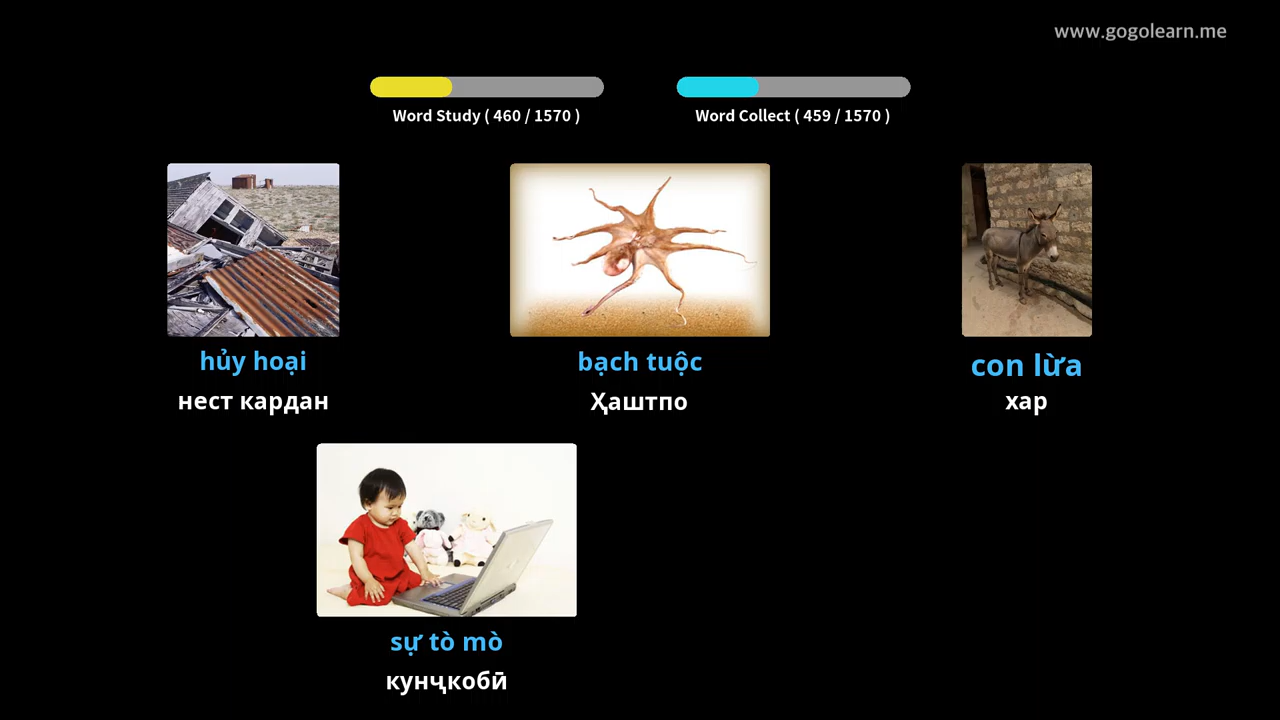 www.gogolearn.me
Word Study ( 460 / 1570 )
Word Collect ( 459 / 1570 )
hủy hoại
нест кардан
bạch tuộc
Ҳаштпо
con lừa
хар
sự tò mò
кунҷкобӣ